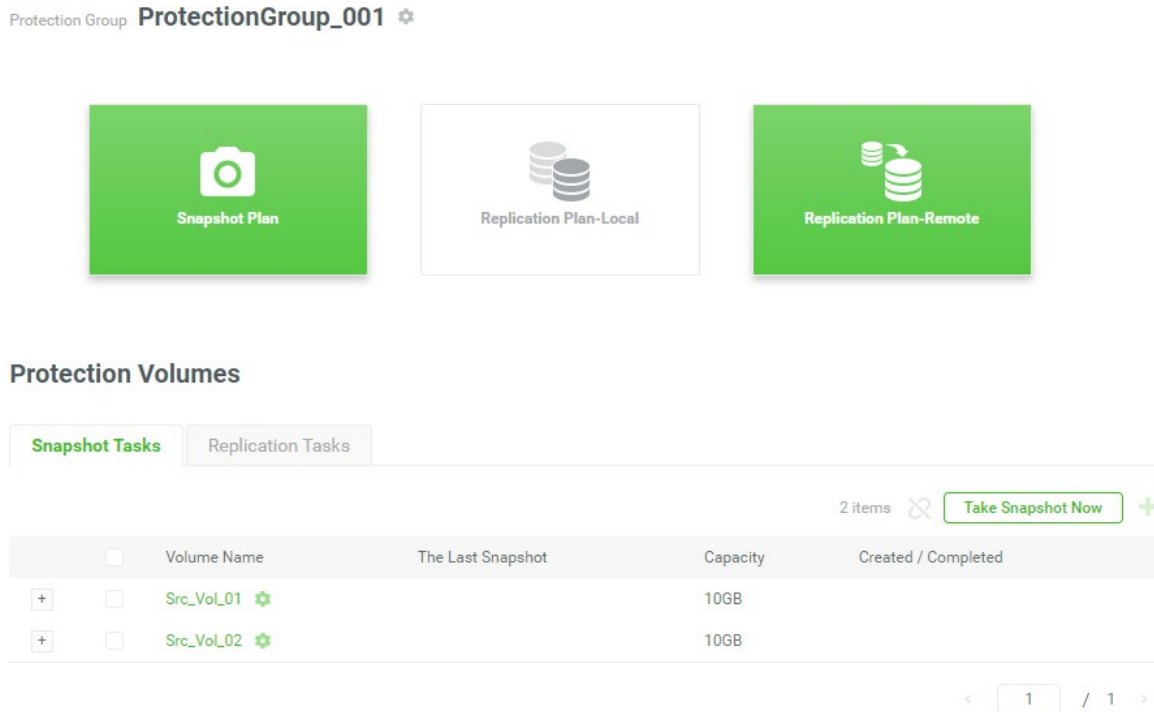 Protection Group ProtectionGroup_001
Snapshot Plan
Replication Plan-Local
Replication Plan-Remote
Protection Volumes
Snapshot Tasks Replication Tasks
2 items Take Snapshot Now +
Volume Name The Last Snapshot Capacity Created / Completed
+ Src_Vol_01 10GB
+ Src_Vol_02 10GB
< 1 / 1 >